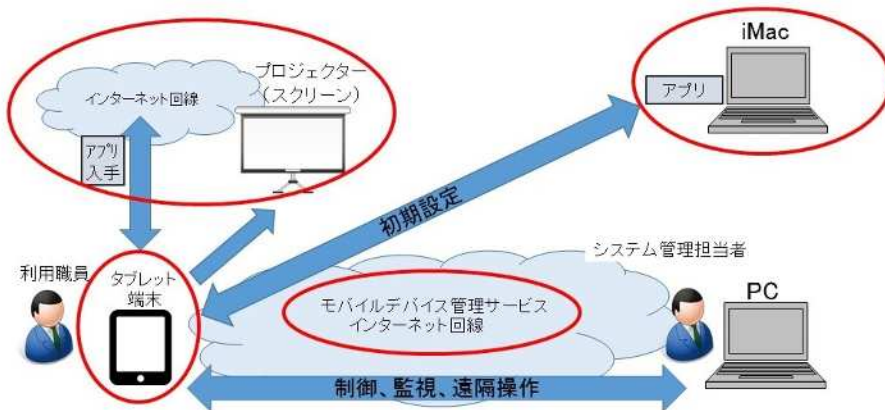 iMac
プロジェクター
（スクリーン）
インターネット回線
アプリ
アプリ
入手
初期設定
システム管理担当者
利用職員
タブレット
端末
PC
モバイルデバイス管理サービス
インターネット回線
制御、監視、遠隔操作